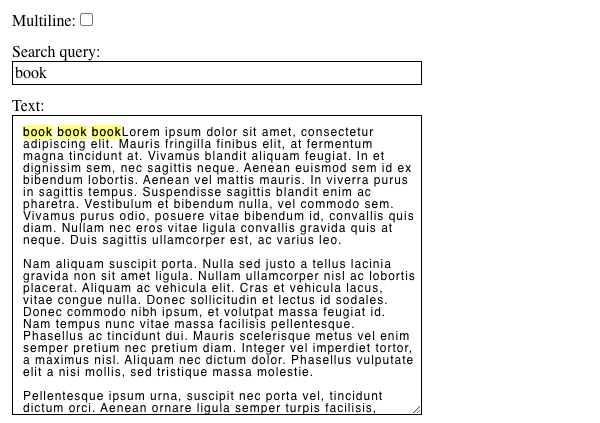 Multiline:
Search query:
book
Text:
book book bookLorem ipsum dolor sit amet, consectetur
adipiscing elit. Mauris fringilla finibus elit, at fermentum
magna tincidunt at. Vivamus blandit aliquam feugiat. In et
dignissim sem, nec sagittis neque. Aenean euismod sem id ex
bibendum lobortis. Aenean vel mattis mauris. In viverra purus
in sagittis tempus. Suspendisse sagittis blandit enim ac
pharetra. Vestibulum et bibendum nulla, vel commodo sem.
Vivamus purus odio, posuere vitae bibendum id, convallis quis
diam. Nullam nec eros vitae ligula convallis gravida quis at
neque. Duis sagittis ullamcorper est, ac varius leo.
Nam aliquam suscipit porta. Nulla sed justo a tellus lacinia
gravida non sit amet ligula. Nullam ullamcorper nisl ac lobortis
placerat. Aliquam ac vehicula elit. Cras et vehicula lacus,
vitae congue nulla. Donec sollicitudin et lectus id sodales.
Donec commodo nibh ipsum, et volutpat massa feugiat id.
Nam tempus nunc vitae massa facilisis pellentesque.
Phasellus ac tincidunt dui. Mauris scelerisque metus vel enim
semper pretium nec pretium diam. Integer vel imperdiet tortor,
a maximus nisl. Aliquam nec dictum dolor. Phasellus vulputate
elit a nisi mollis, sed tristique massa molestie.
Pellentesque ipsum urna, suscipit nec porta vel, tincidunt
dictum orci. Aenean ornare ligula semper turpis facilisis,